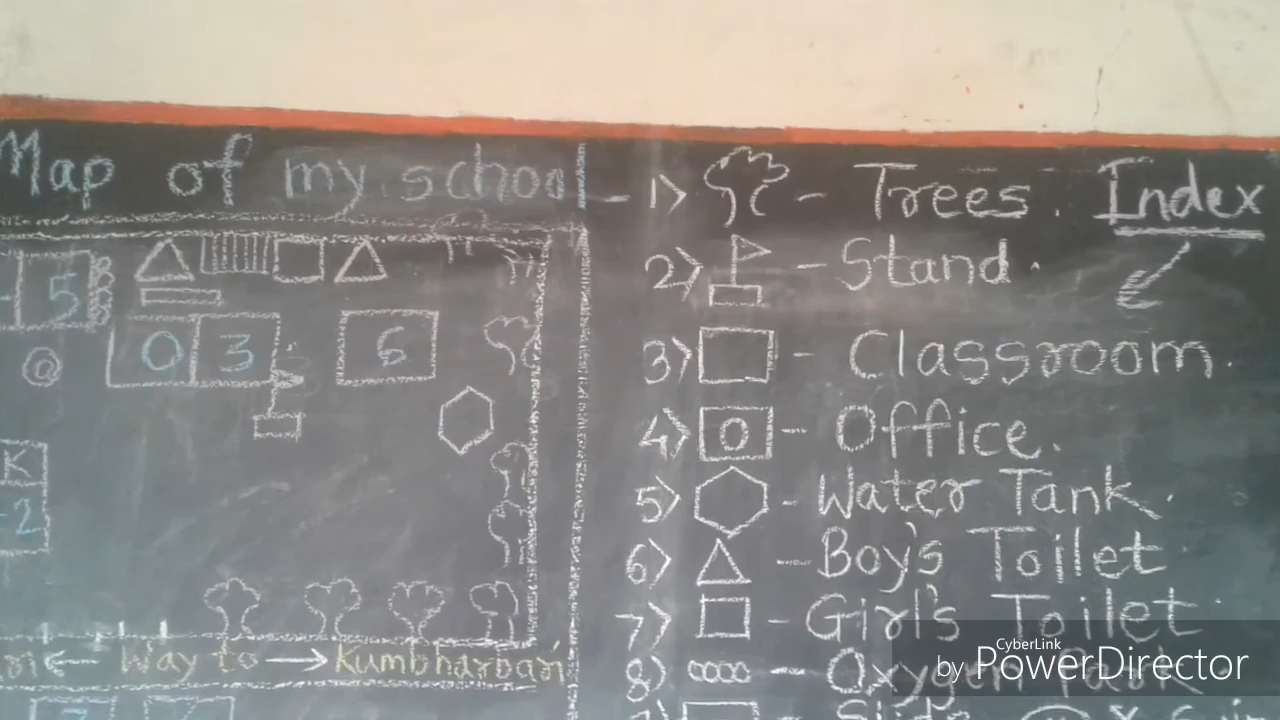 Map of my school
1) - Trees. Index
2) - Stand.
5
3) - Classroom.
0 3 6
@
4) O - Office.
K
5) - Water Tank.
2
6) - Boy's Toilet
7) - Girl's Toilet
Way to Kumbharbari
8) - Oxygen Park
CyberLink
by PowerDirector